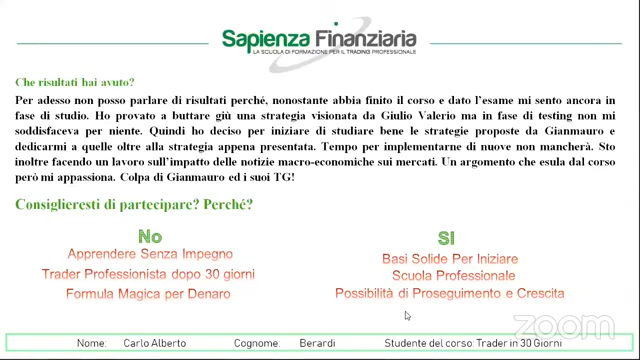 Sapienza Finanziaria
LA SCUOLA DI FORMAZIONE PER IL TRADING PROFESSIONALE
Che risultati hai avuto?
Per adesso non posso parlare di risultati perché, nonostante abbia finito il corso e dato l'esame mi sento ancora in
fase di studio. Ho provato a buttare giù una strategia visionata da Giulio Valerio ma in fase di testing non mi
soddisfaceva per niente. Quindi ho deciso per iniziare di studiare bene le strategie proposte da Gianmauro e
dedicarmi a quelle oltre alla strategia appena presentata. Tempo per implementarne di nuove non mancherà. Sto
inoltre facendo un lavoro sull'impatto delle notizie macro-economiche sui mercati. Un argomento che esula dal corso
però mi appassiona. Colpa di Gianmauro ed i suoi TG!
Consiglieresti di partecipare? Perché?
No
Apprendere Senza Impegno
Trader Professionista dopo 30 giorni
Formula Magica per Denaro
SI
Basi Solide Per Iniziare
Scuola Professionale
Possibilità di Proseguimento e Crescita
zoom
Nome: Carlo Alberto Cognome: Berardi Studente del corso: Trader in 30 Giorni